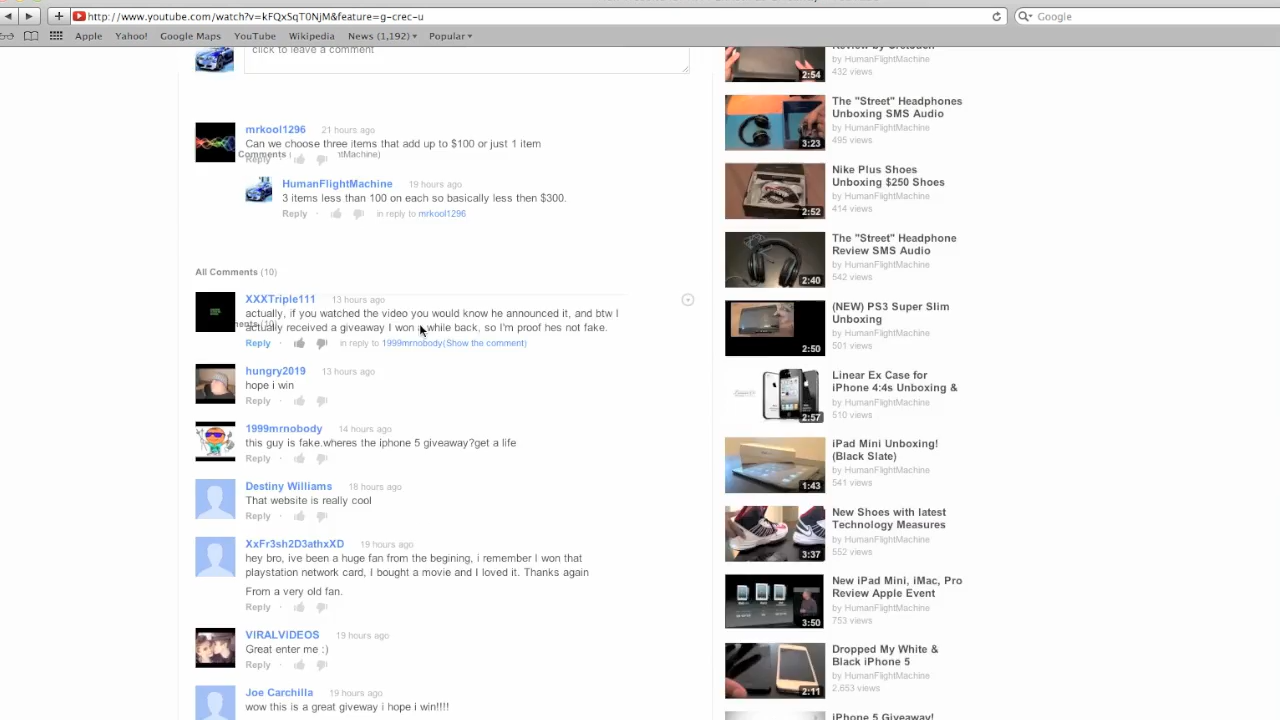 http://www.youtube.com/watch?v=kFQxSqT0NJM&feature=g-crec-u
Google
Apple
Yahoo!
Google Maps
YouTube
Wikipedia
News (1,192)
Popular
click to leave a comment
mrkool1296 21 hours ago
Can we choose three items that add up to $100 or just 1 item
Comments ( ntMachine)
Reply
HumanFlightMachine 19 hours ago
3 items less than 100 on each so basically less then $300.
Reply · in reply to mrkool1296
All Comments (10)
XXXTriple111 13 hours ago
actually, if you watched the video you would know he announced it, and btw I
actually received a giveaway I won awhile back, so I'm proof hes not fake.
Reply · in reply to 1999mrnobody(Show the comment)
hungry2019 13 hours ago
hope i win
Reply ·
1999mrnobody 14 hours ago
this guy is fake.wheres the iphone 5 giveaway?get a life
Reply ·
Destiny Williams 18 hours ago
That website is really cool
Reply ·
XxFr3sh2D3athxXD 19 hours ago
hey bro, ive been a huge fan from the begining, i remember I won that
playstation network card, I bought a movie and I loved it. Thanks again
From a very old fan.
Reply ·
VIRALVIDEOS 19 hours ago
Great enter me :)
Reply ·
Joe Carchilla 19 hours ago
wow this is a great giveway i hope i win!!!!
by HumanFlightMachine
432 views
2:54
The "Street" Headphones
Unboxing SMS Audio
by HumanFlightMachine
495 views
3:23
Nike Plus Shoes
Unboxing $250 Shoes
by HumanFlightMachine
414 views
2:52
The "Street" Headphone
Review SMS Audio
by HumanFlightMachine
542 views
2:40
(NEW) PS3 Super Slim
Unboxing
by HumanFlightMachine
501 views
2:50
Linear Ex Case for
iPhone 4:4s Unboxing &
by HumanFlightMachine
510 views
2:57
iPad Mini Unboxing!
(Black Slate)
by HumanFlightMachine
541 views
1:43
New Shoes with latest
Technology Measures
by HumanFlightMachine
552 views
3:37
New iPad Mini, iMac, Pro
Review Apple Event
by HumanFlightMachine
753 views
3:50
Dropped My White &
Black iPhone 5
by HumanFlightMachine
2,653 views
2:11
iPhone 5 Giveaway!